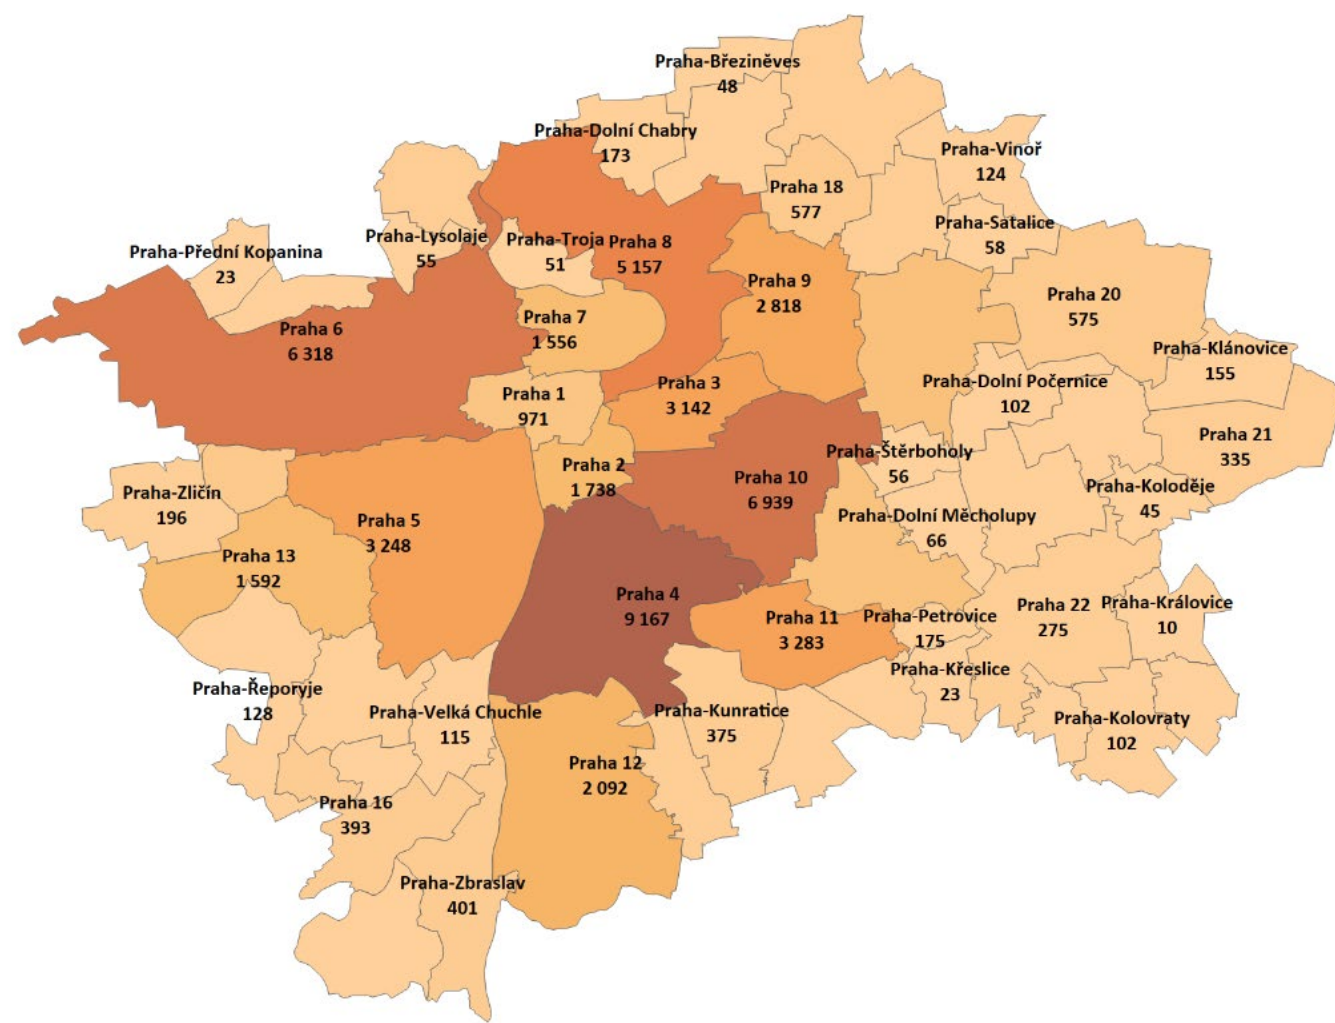 Praha-Březiněves
48
Praha-Dolní Chabry
173
Praha-Vinoř
124
Praha 18
577
Praha-Satalice
58
Praha-Přední Kopanina
23
Praha-Lysolaje
55
Praha-Troja
51
Praha 8
5 157
Praha 9
2 818
Praha 20
575
Praha 6
6 318
Praha 7
1 556
Praha-Klánovice
155
Praha 1
971
Praha 3
3 142
Praha-Dolní Počernice
102
Praha 21
335
Praha-Štěrboholy
56
Praha 2
1 738
Praha 10
6 939
Praha-Koloděje
45
Praha-Zličín
196
Praha 5
3 248
Praha-Dolní Měcholupy
66
Praha 13
1 592
Praha 4
9 167
Praha 11
3 283
Praha-Petrovice
175
Praha 22
275
Praha-Královice
10
Praha-Křeslice
23
Praha-Řeporyje
128
Praha-Velká Chuchle
115
Praha-Kunratice
375
Praha-Kolovraty
102
Praha 12
2 092
Praha 16
393
Praha-Zbraslav
401